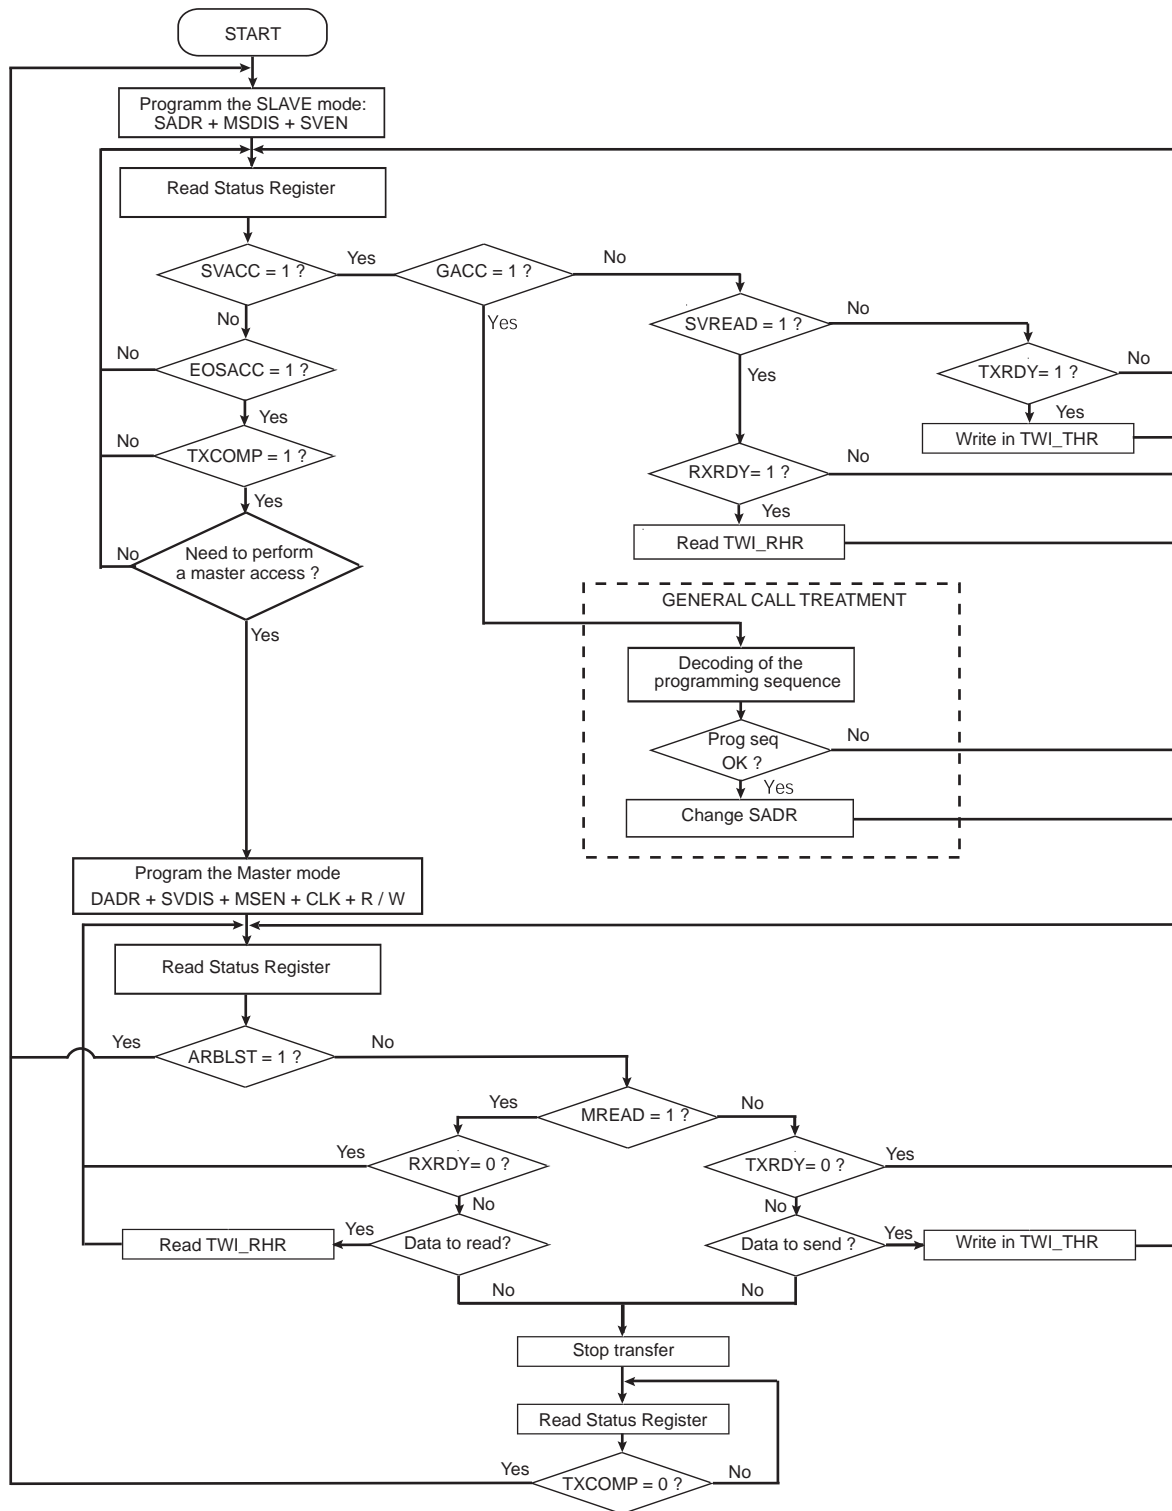 START
Programm the SLAVE mode:
SADR + MSDIS + SVEN
Read Status Register
SVACC = 1 ?
Yes
GACC = 1 ?
No
No
Yes
SVREAD = 1 ?
No
No
EOSACC = 1 ?
Yes
TXRDY= 1 ?
No
Yes
Yes
Write in TWI_THR
No
TXCOMP = 1 ?
RXRDY= 1 ?
No
Yes
Yes
Read TWI_RHR
No
Need to perform
a master access ?
GENERAL CALL TREATMENT
Yes
Decoding of the
programming sequence
Prog seq
OK ?
No
Yes
Change SADR
Program the Master mode
DADR + SVDIS + MSEN + CLK + R / W
Read Status Register
Yes
ARBLST = 1 ?
No
Yes
MREAD = 1 ?
No
Yes
RXRDY= 0 ?
TXRDY= 0 ?
Yes
No
No
Read TWI_RHR
Yes
Data to read?
Data to send ?
Yes
Write in TWI_THR
No
No
Stop transfer
Read Status Register
Yes
TXCOMP = 0 ?
No